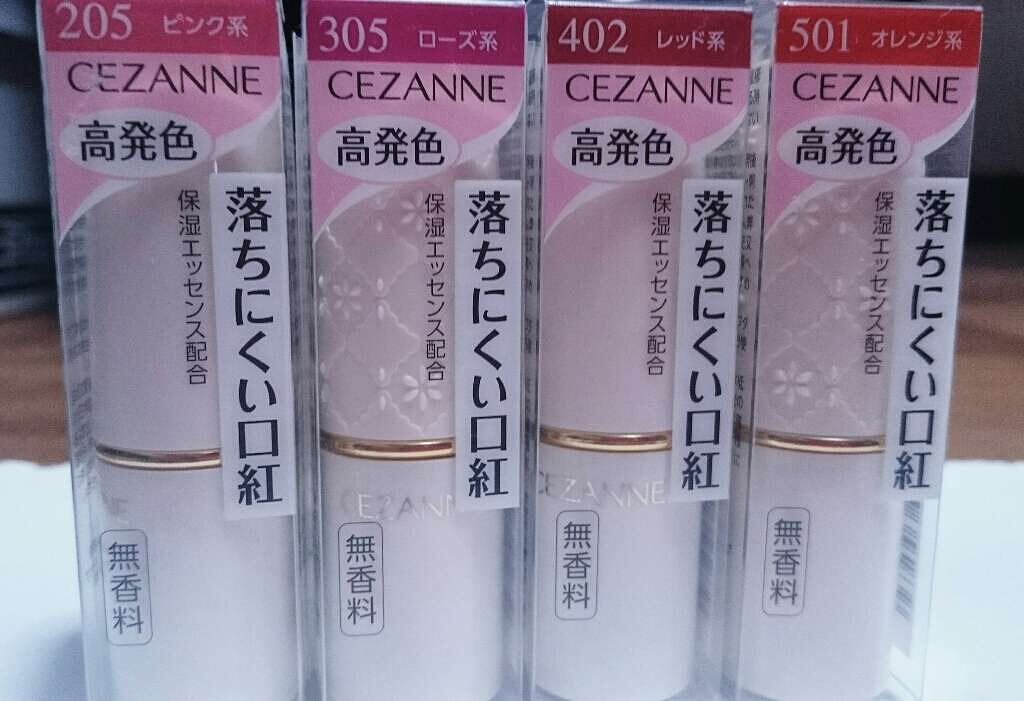 205 ピンク系
CEZANNE
高発色
保湿エッセンス配合
落ちにくい口紅
無香料
305 ローズ系
CEZANNE
高発色
保湿エッセンス配合
落ちにくい口紅
CEZANN
無香料
402 レッド系
CEZANNE
高発色
保湿エッセンス配合
落ちにくい口紅
CEZANNE
無香料
501 オレンジ系
CEZANNE
高発色
保湿エッセンス配合
落ちにくい口紅
無香料